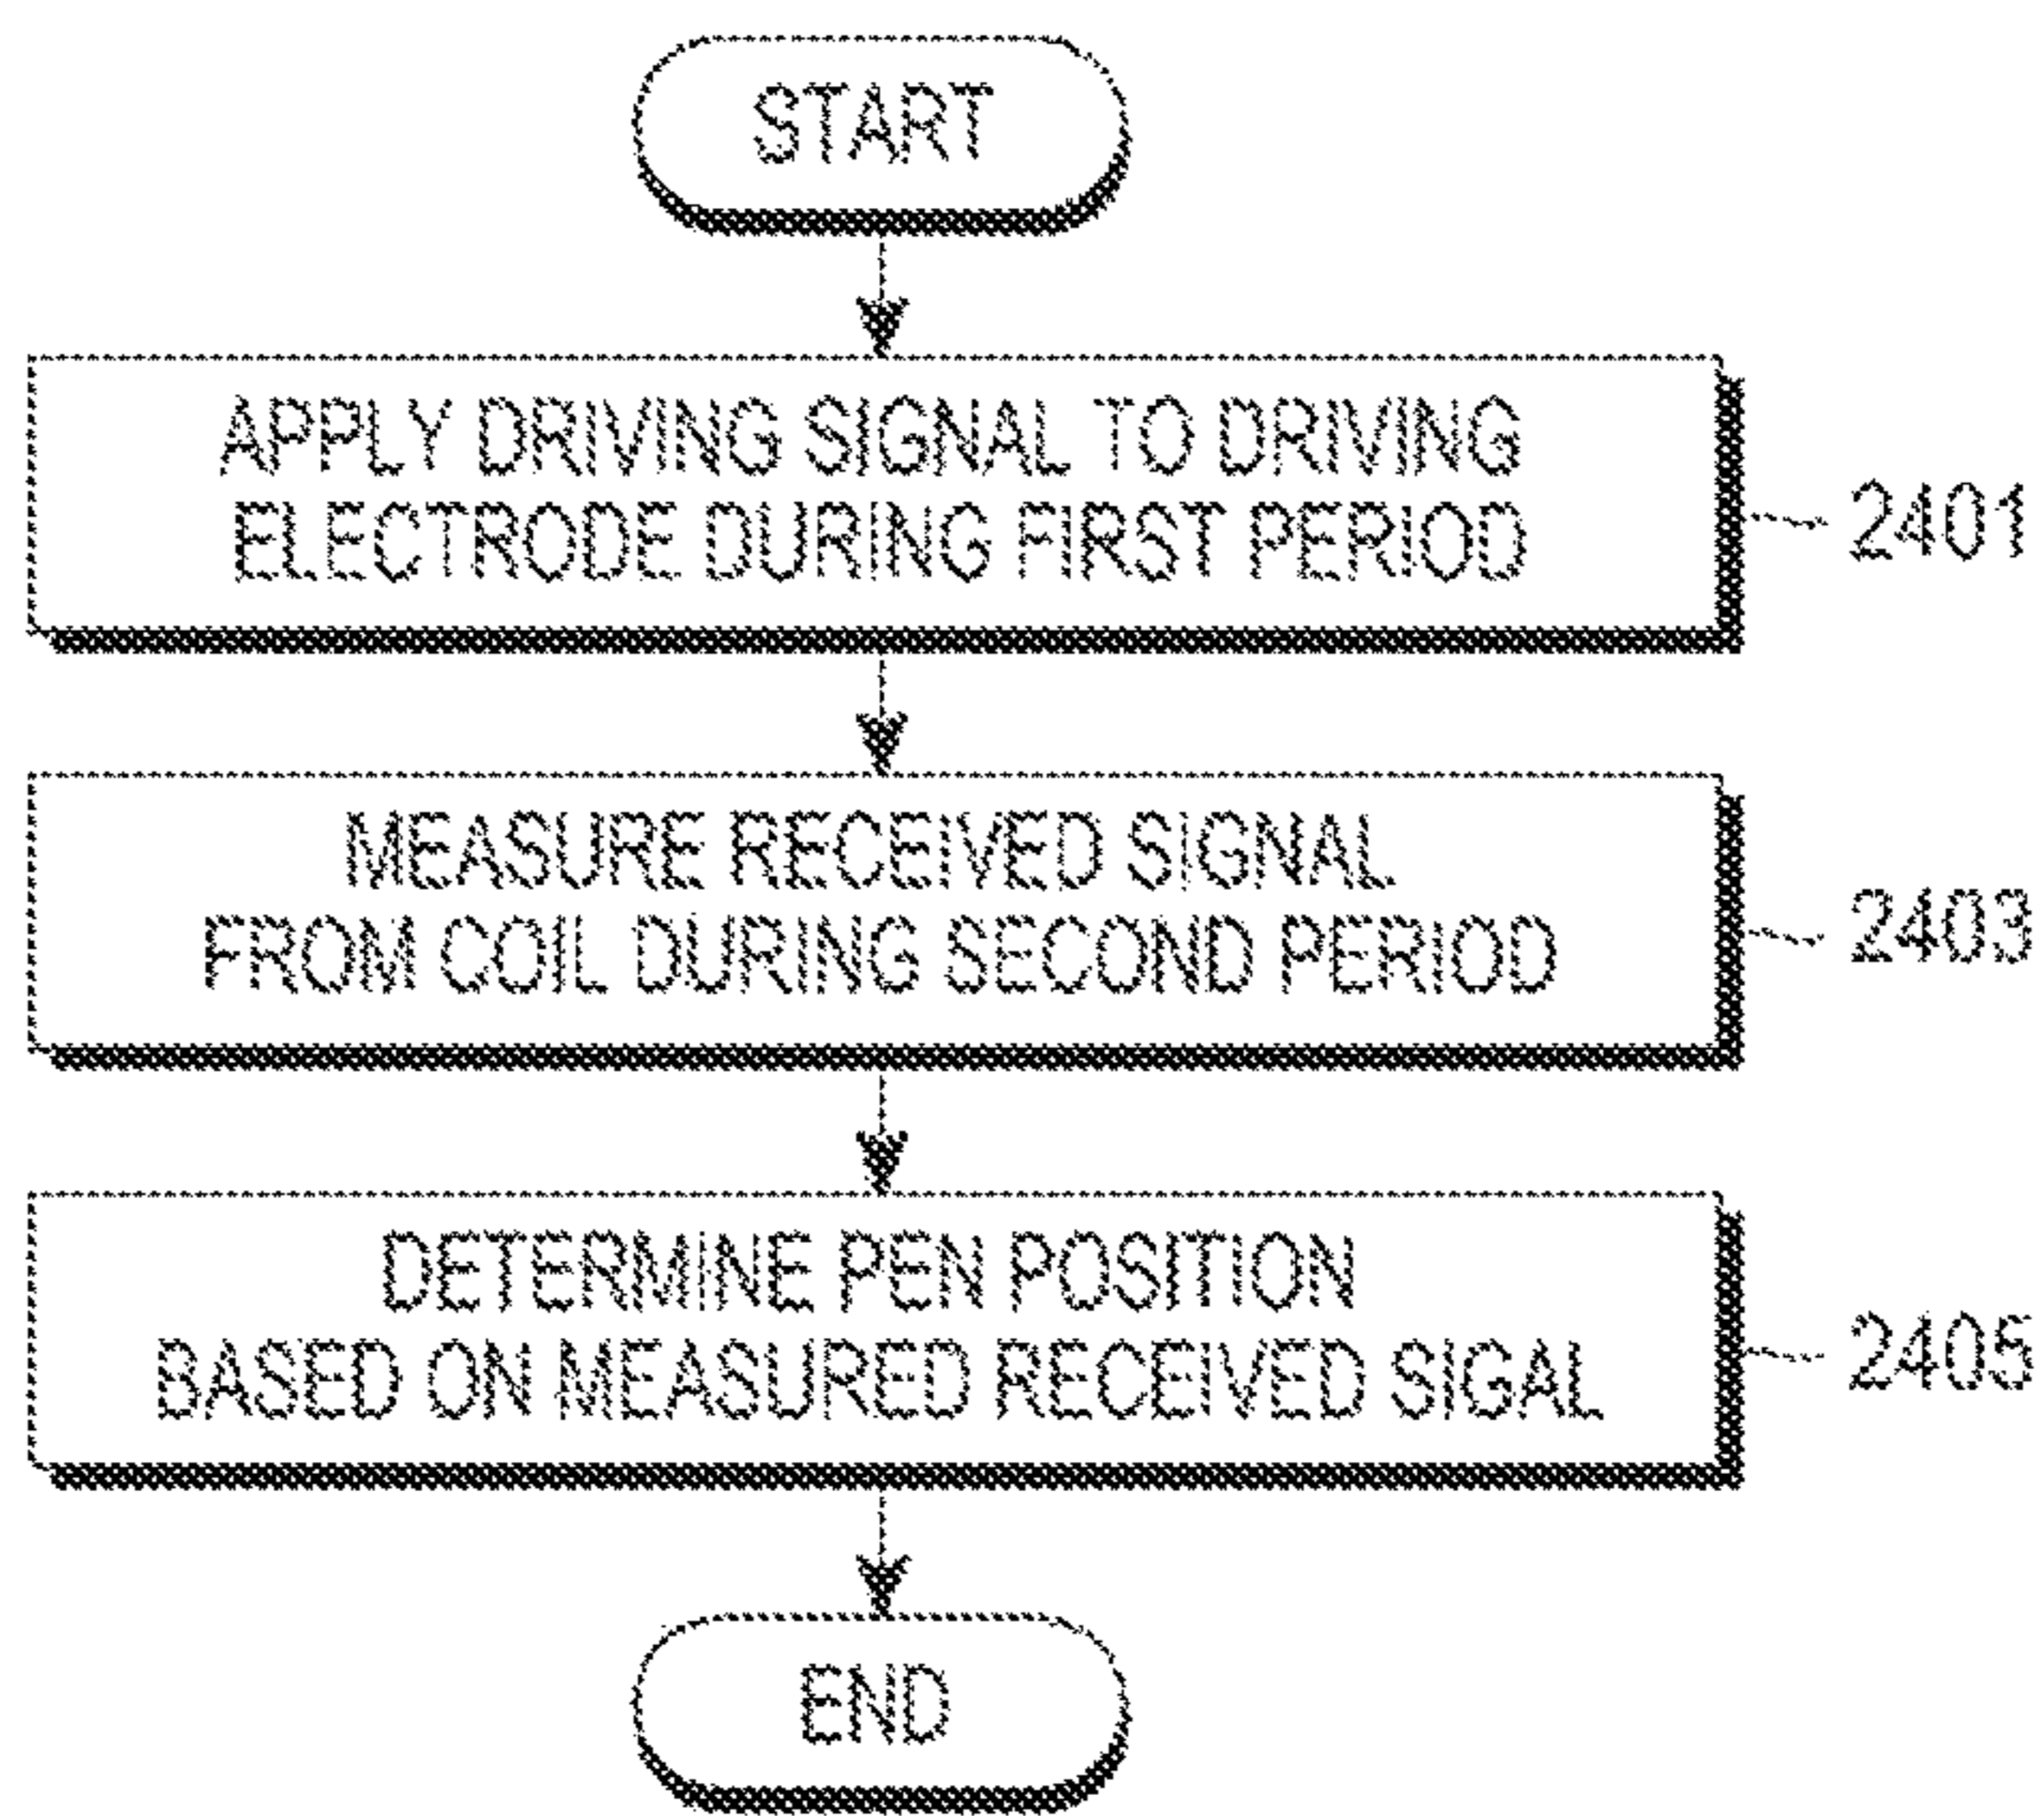 START
APPLY DRIVING SIGNAL TO DRIVING
ELECTRODE DURING FIRST PERIOD
2401
MEASURE RECEIVED SIGNAL
FROM COIL DURING SECOND PERIOD
2403
DETERMINE PEN POSITION
BASED ON MEASURED RECEIVED SIGAL
2405
END